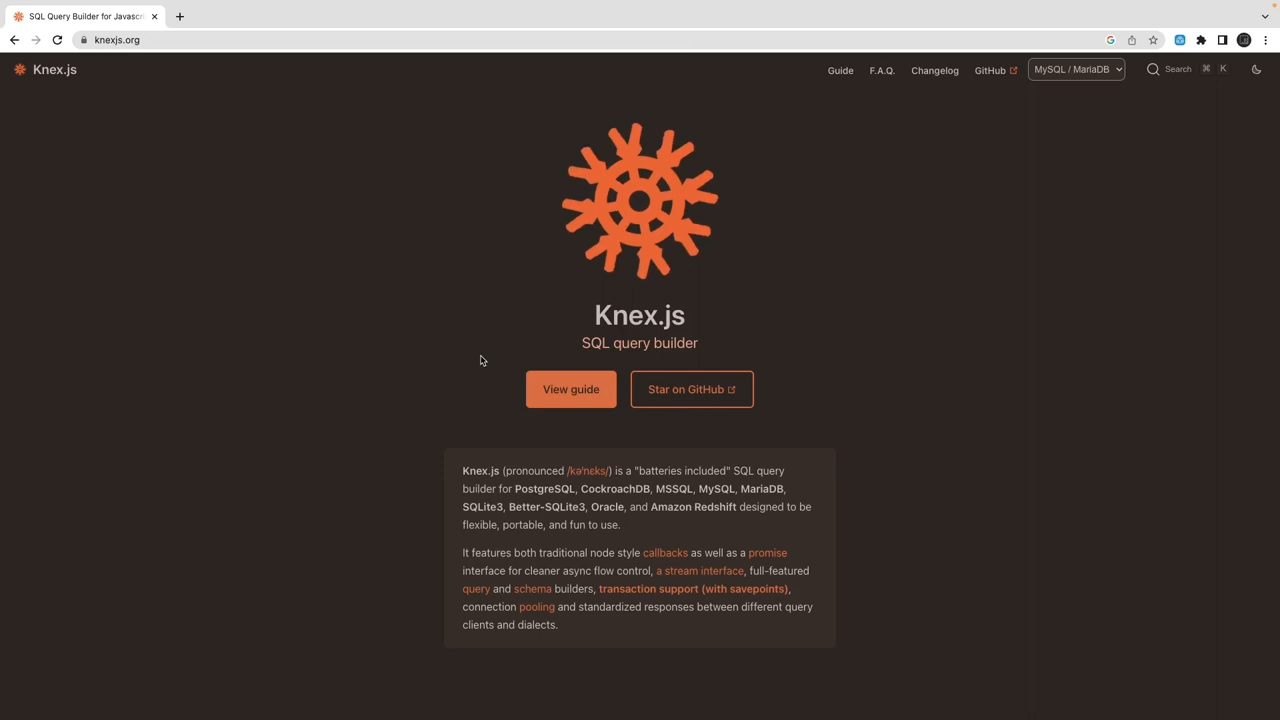 SQL Query Builder for Javascri
knexjs.org
Knex.js
Guide
F.A.Q.
Changelog
GitHub
MySQL / MariaDB
Search ⌘ K
Knex.js
SQL query builder
View guide
Star on GitHub
Knex.js (pronounced /kəˈnɛks/) is a "batteries included" SQL query
builder for PostgreSQL, CockroachDB, MSSQL, MySQL, MariaDB,
SQLite3, Better-SQLite3, Oracle, and Amazon Redshift designed to be
flexible, portable, and fun to use.
It features both traditional node style callbacks as well as a promise
interface for cleaner async flow control, a stream interface, full-featured
query and schema builders, transaction support (with savepoints),
connection pooling and standardized responses between different query
clients and dialects.